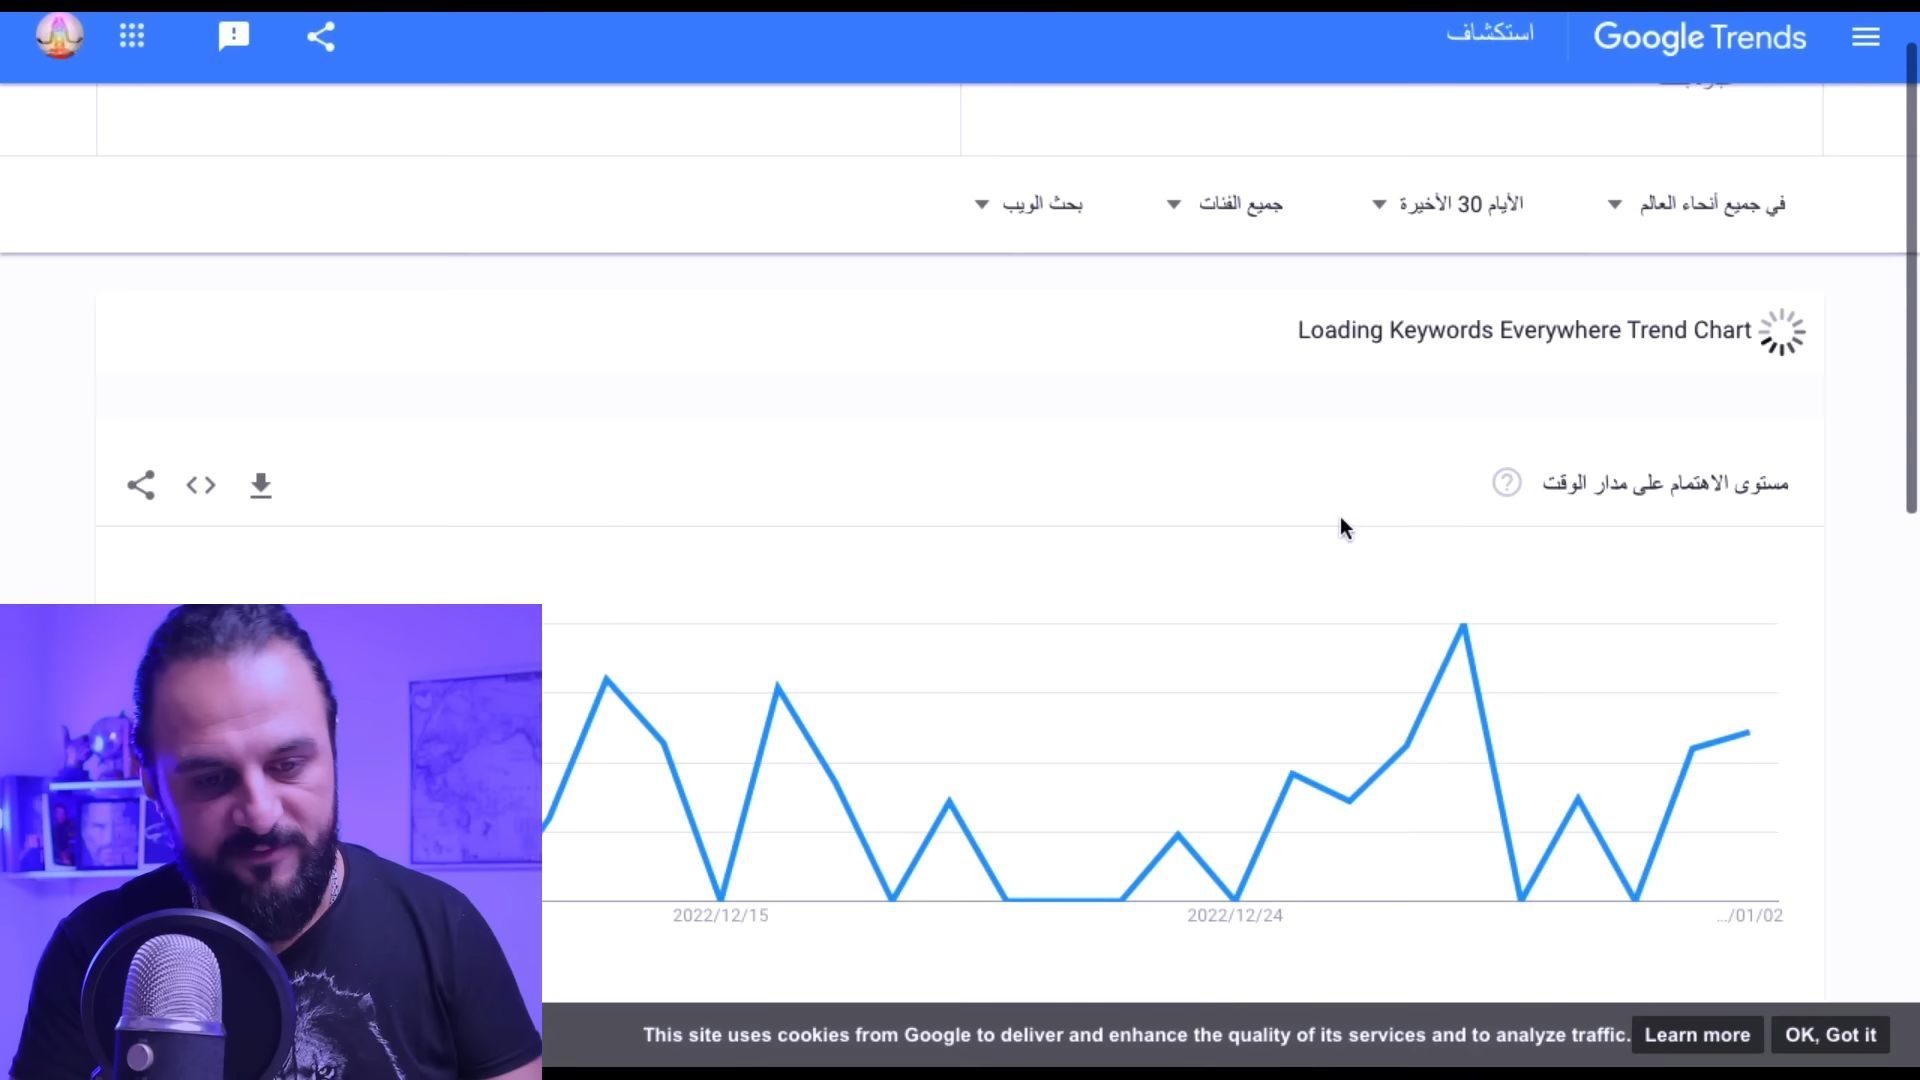 Google Trends
استكشاف
في جميع أنحاء العالم
الأيام 30 الأخيرة
جميع الفئات
بحث الويب
Loading Keywords Everywhere Trend Chart
مستوى الاهتمام على مدار الوقت
2022/12/15
2022/12/24
.../01/02
This site uses cookies from Google to deliver and enhance the quality of its services and to analyze traffic.
Learn more
OK, Got it